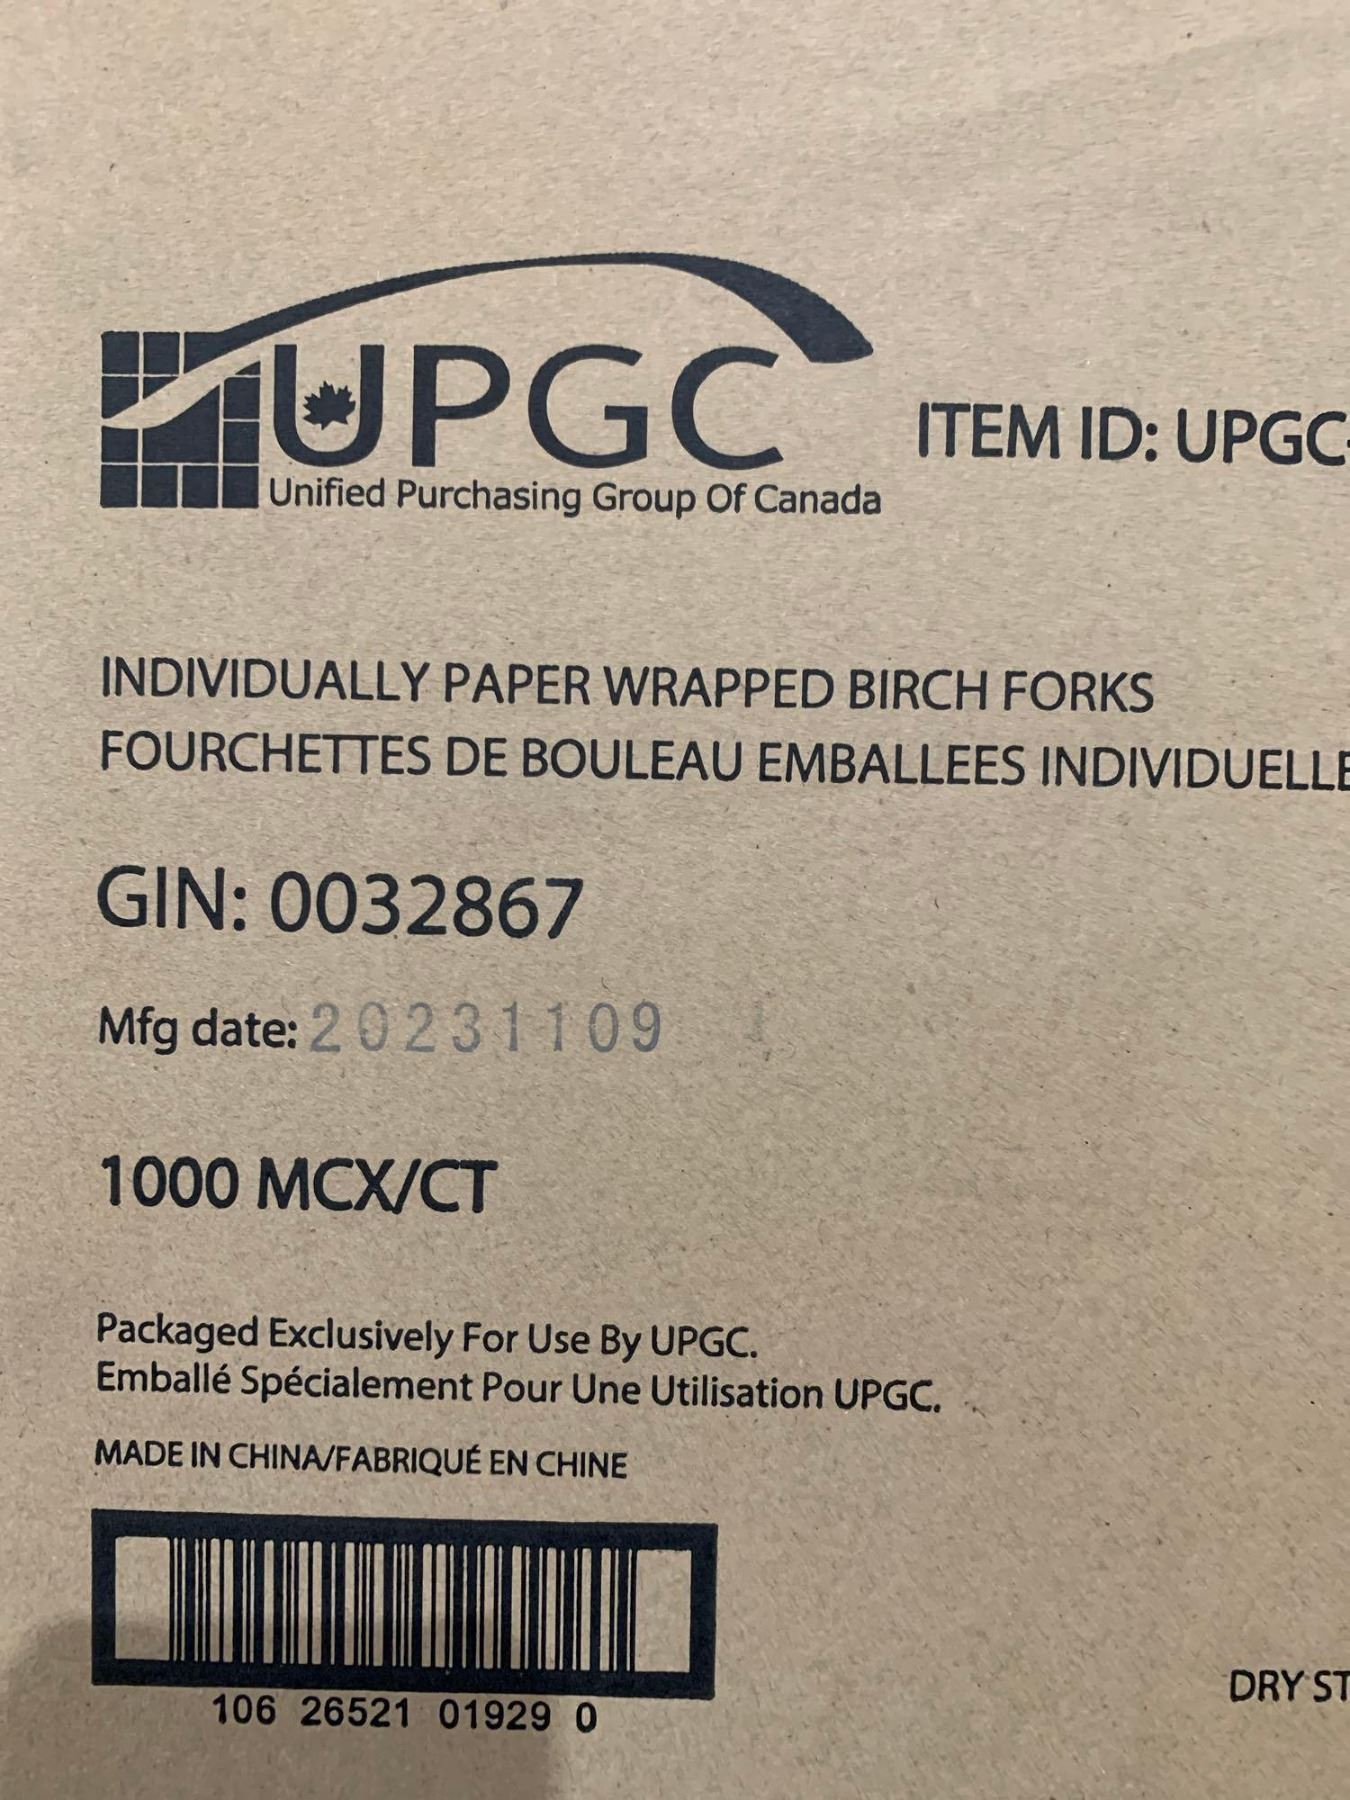 UPGC
Unified Purchasing Group Of Canada
ITEM ID: UPGC-
INDIVIDUALLY PAPER WRAPPED BIRCH FORKS
FOURCHETTES DE BOULEAU EMBALLEES INDIVIDUELLE
GIN: 0032867
Mfg date: 20231109
1000 MCX/CT
Packaged Exclusively For Use By UPGC.
Emballé Spécialement Pour Une Utilisation UPGC.
MADE IN CHINA/FABRIQUÉ EN CHINE
106 26521 01929 0
DRY ST